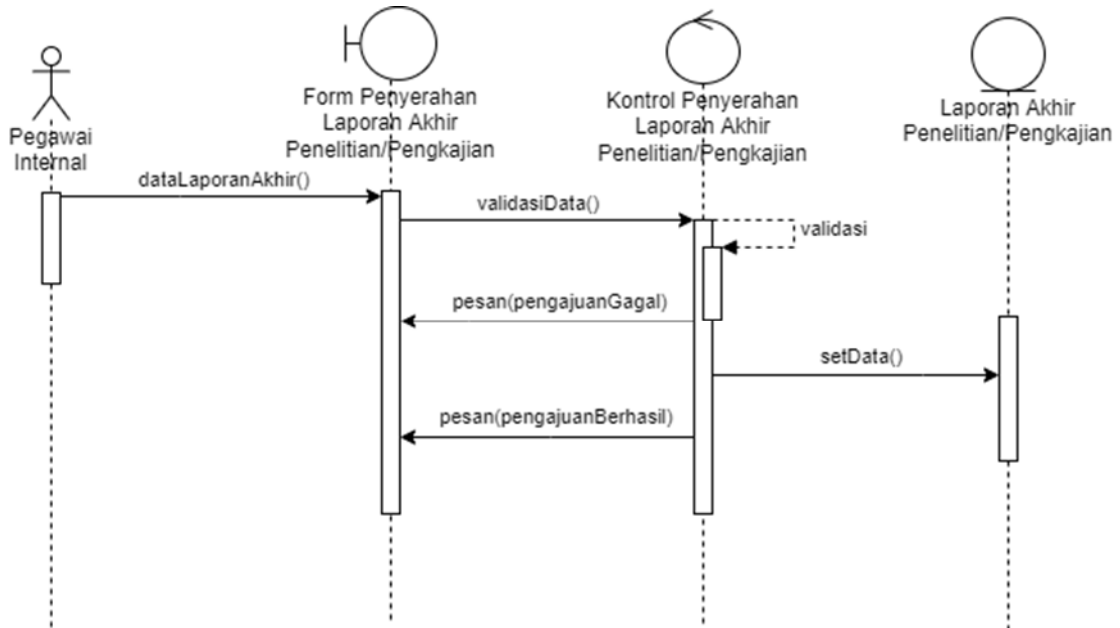 Pegawai
Internal
Form Penyerahan
Laporan Akhir
Penelitian/Pengkajian
Kontrol Penyerahan
Laporan Akhir
Penelitian/Pengkajian
Laporan Akhir
Penelitian/Pengkajian
dataLaporanAkhir()
validasiData()
validasi
pesan(pengajuanGagal)
setData()
pesan(pengajuanBerhasil)